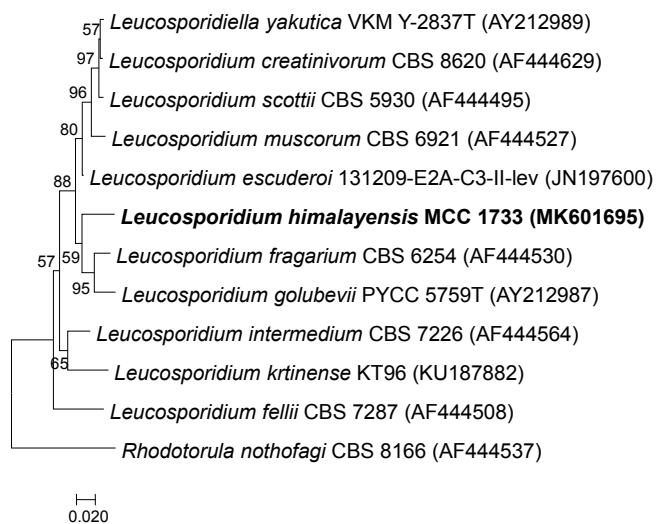 57
Leucosporidiella yakutica VKM Y-2837T (AY212989)
97
Leucosporidium creatinivorum CBS 8620 (AF444629)
96
Leucosporidium scottii CBS 5930 (AF444495)
80
Leucosporidium muscorum CBS 6921 (AF444527)
88
Leucosporidium escuderoi 131209-E2A-C3-II-lev (JN197600)
Leucosporidium himalayensis MCC 1733 (MK601695)
57
59
Leucosporidium fragarium CBS 6254 (AF444530)
95
Leucosporidium golubevii PYCC 5759T (AY212987)
Leucosporidium intermedium CBS 7226 (AF444564)
65
Leucosporidium krtinense KT96 (KU187882)
Leucosporidium fellii CBS 7287 (AF444508)
Rhodotorula nothofagi CBS 8166 (AF444537)
0.020